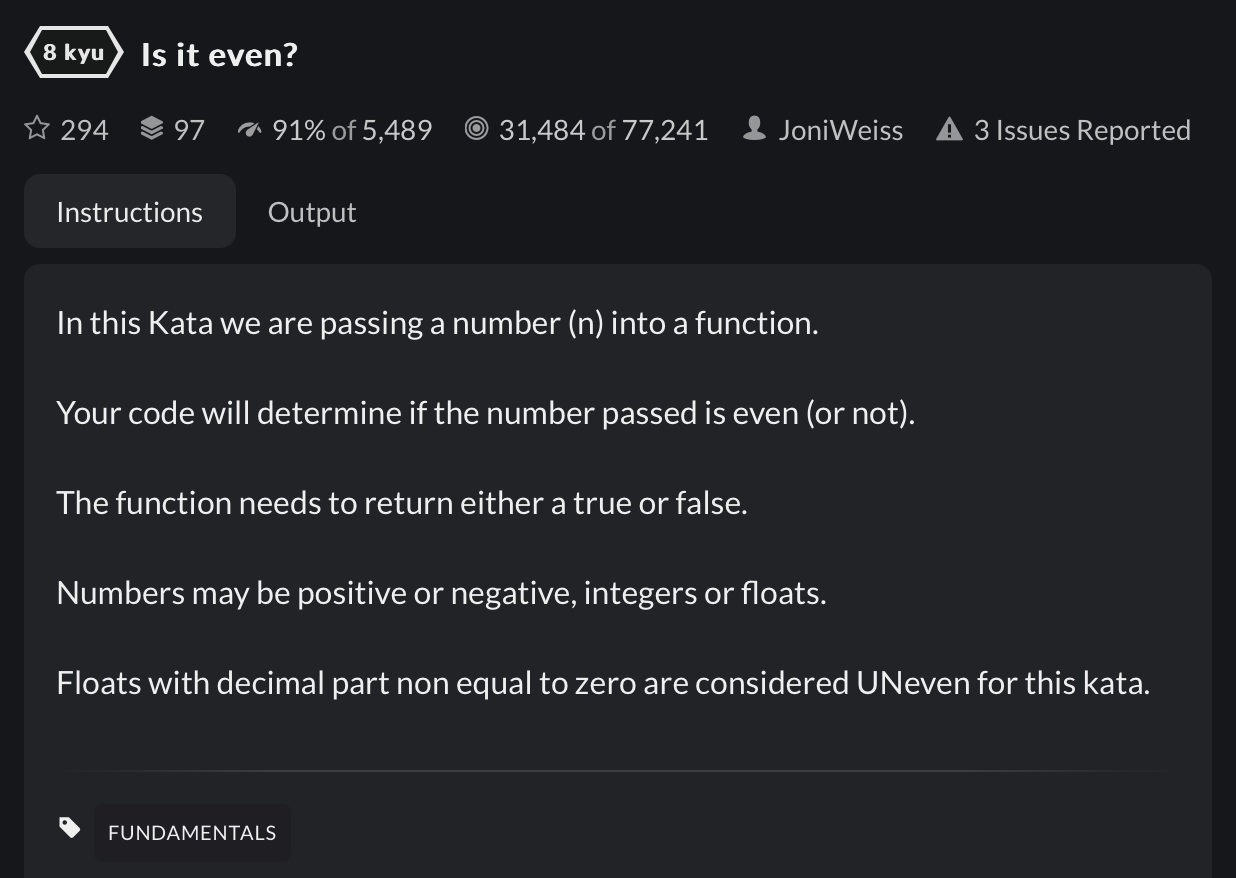 8 kyu Is it even?
294 97 91% of 5,489 31,484 of 77,241 JoniWeiss 3 Issues Reported
Instructions Output
In this Kata we are passing a number (n) into a function.
Your code will determine if the number passed is even (or not).
The function needs to return either a true or false.
Numbers may be positive or negative, integers or floats.
Floats with decimal part non equal to zero are considered UNeven for this kata.
FUNDAMENTALS